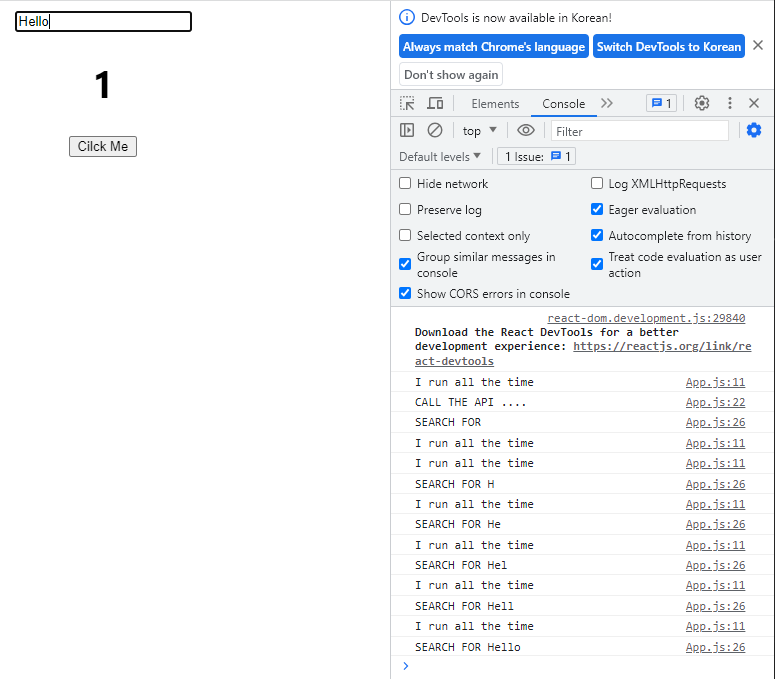 Hello
1
Cilck Me
DevTools is now available in Korean!
Always match Chrome's language
Switch DevTools to Korean
Don't show again
Elements
Console
1
top
Filter
Default levels
1 Issue:
1
Hide network
Log XMLHttpRequests
Preserve log
Eager evaluation
Selected context only
Autocomplete from history
Group similar messages in
console
Treat code evaluation as user
action
Show CORS errors in console
react-dom.development.js:29840
Download the React DevTools for a better
development experience: https://reactjs.org/link/re
act-devtools
I run all the time App.js:11
CALL THE API .... App.js:22
SEARCH FOR App.js:26
I run all the time App.js:11
I run all the time App.js:11
SEARCH FOR H App.js:26
I run all the time App.js:11
SEARCH FOR He App.js:26
I run all the time App.js:11
SEARCH FOR Hel App.js:26
I run all the time App.js:11
SEARCH FOR Hell App.js:26
I run all the time App.js:11
SEARCH FOR Hello App.js:26